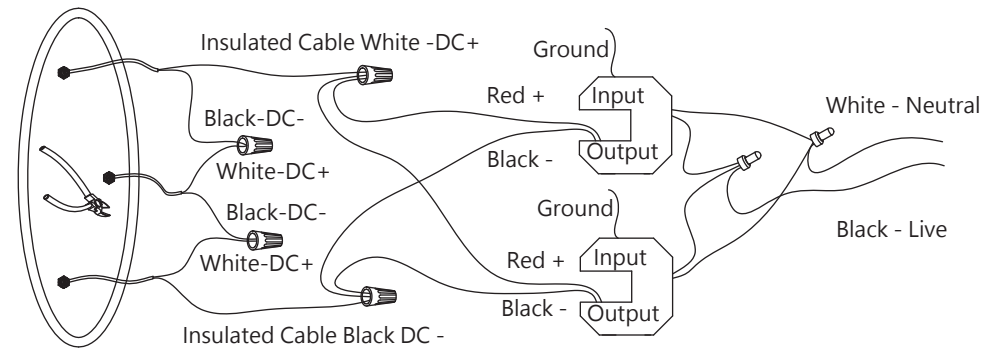 Insulated Cable White -DC+
Ground
Red +
Input
White - Neutral
Black-DC-
Black -
Output
White-DC+
Black-DC-
Ground
Black - Live
White-DC+
Red +
Input
Black -
Output
Insulated Cable Black DC -